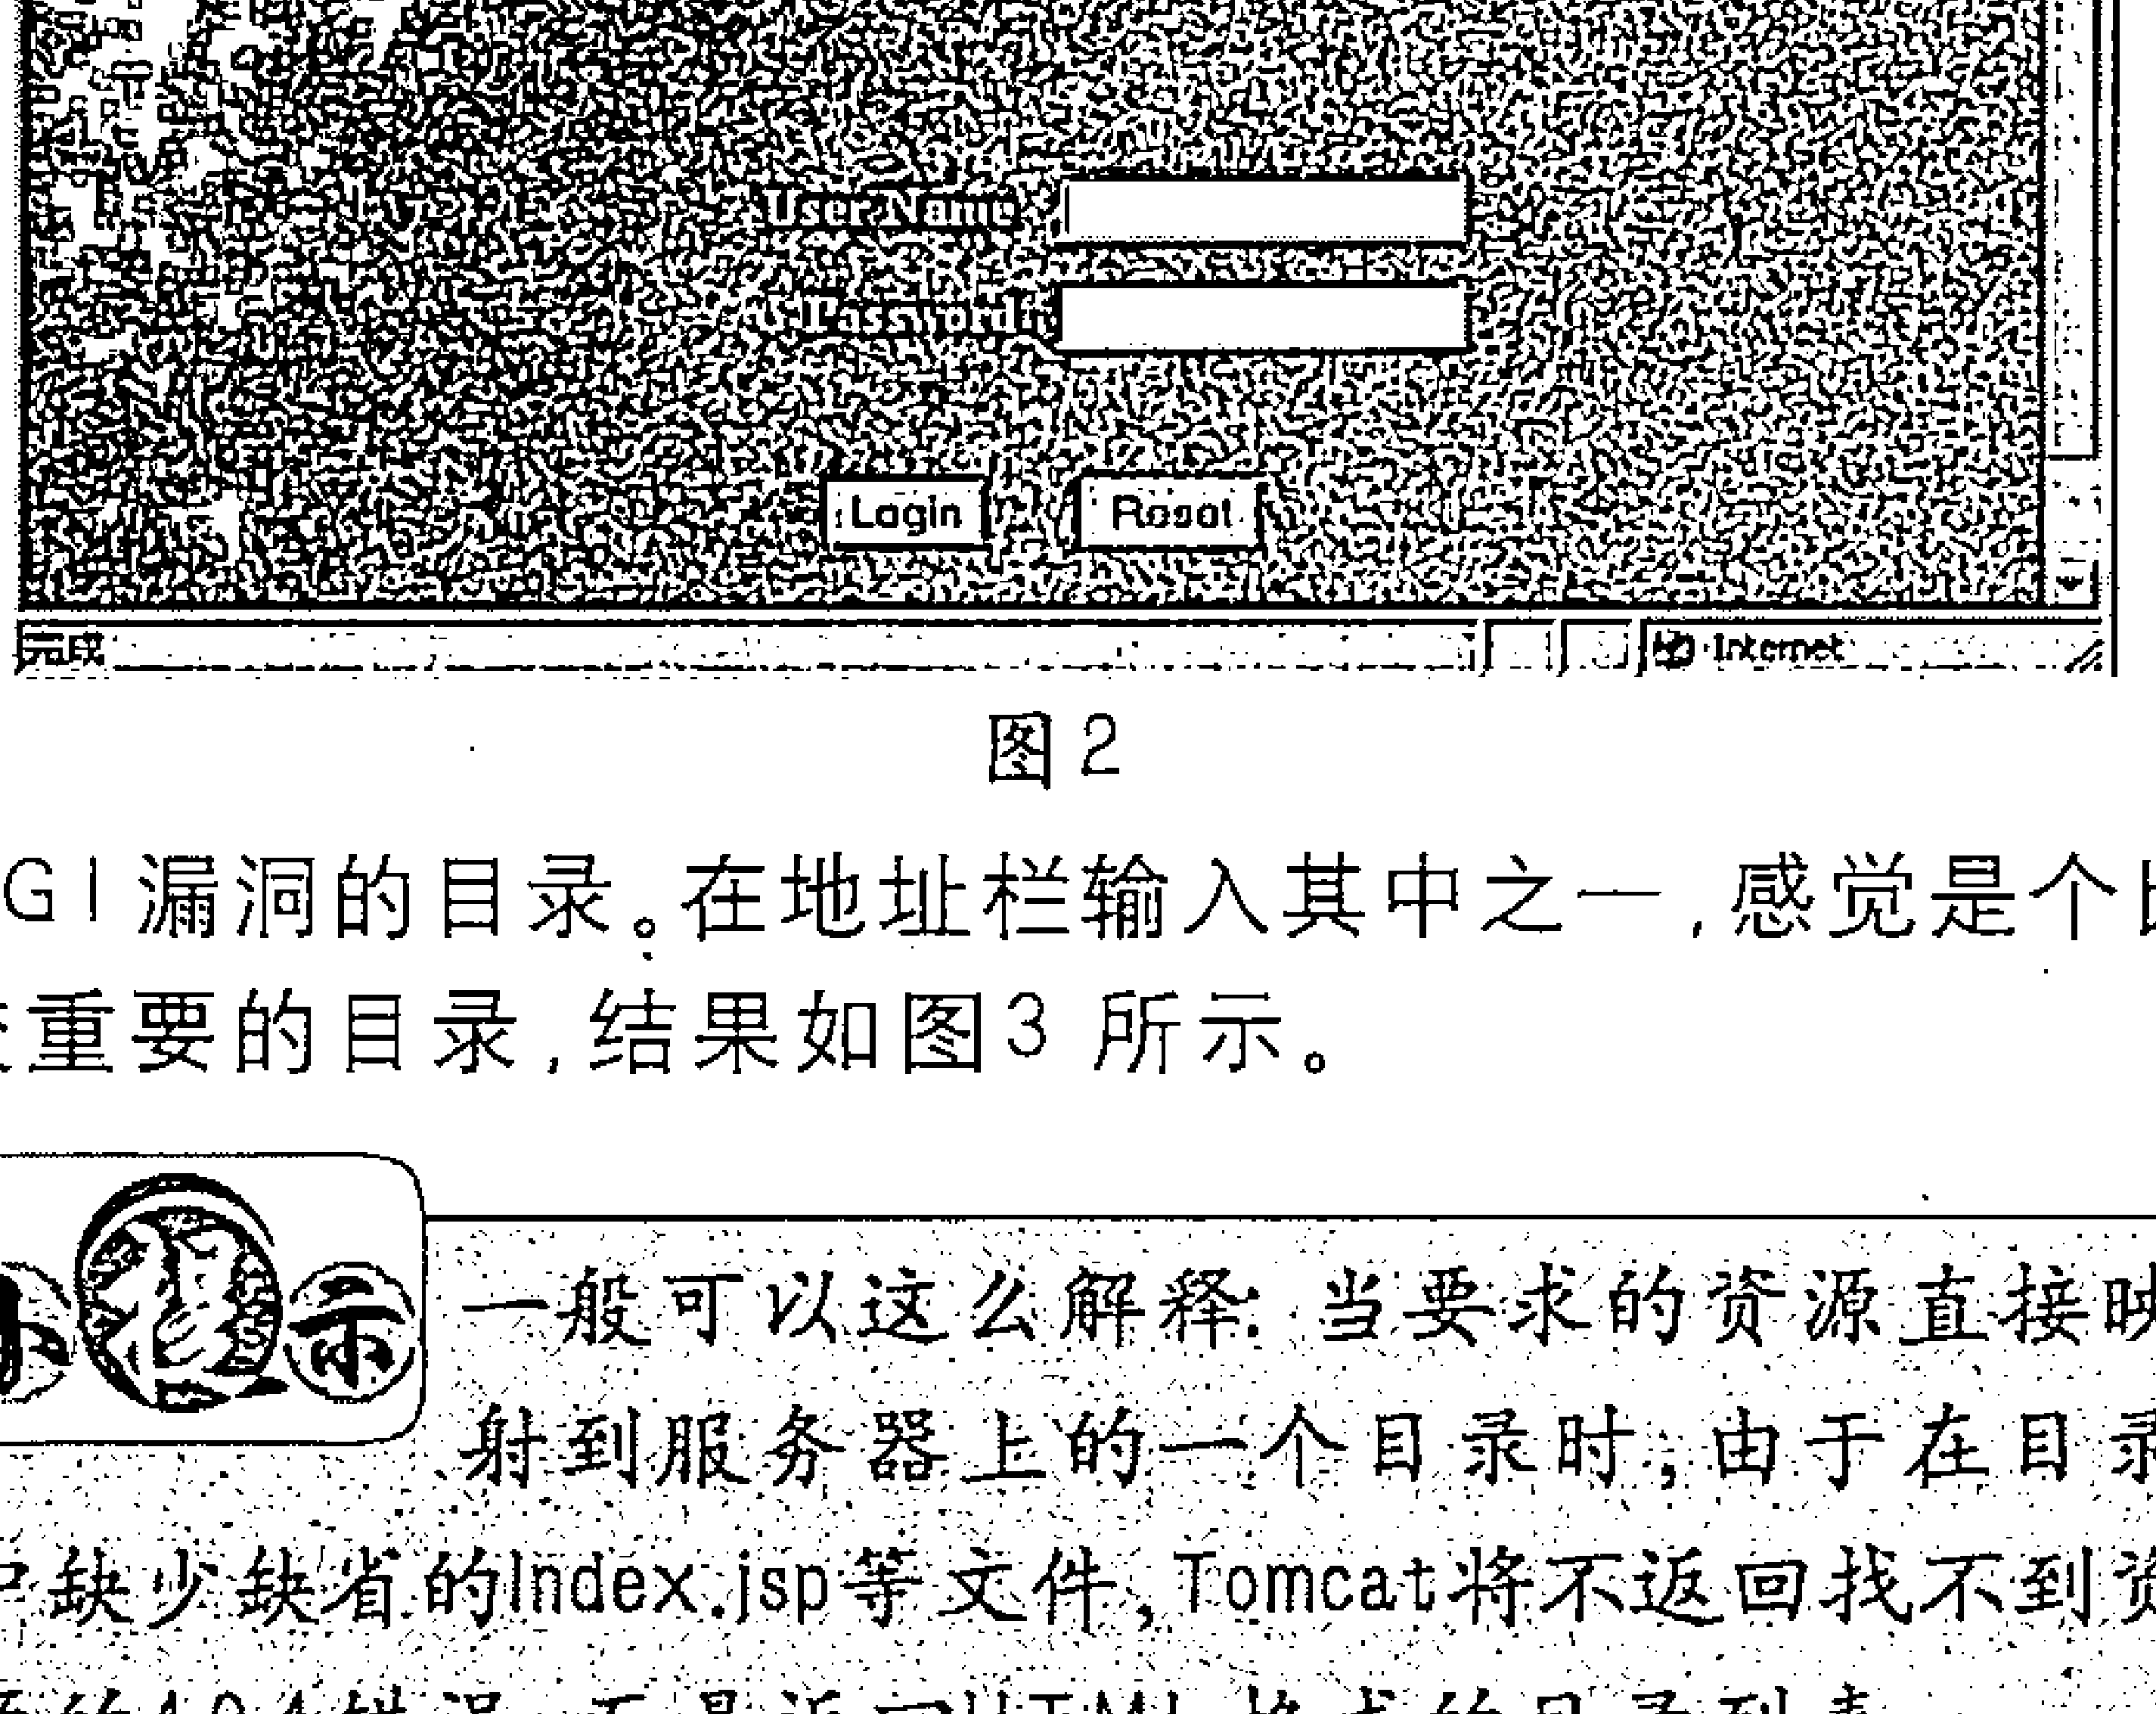 User Name
Password
Login Reset
完成 Internet
图2
GI漏洞的目录。在地址栏输入其中之一,感觉是个
重要的目录,结果如图3 所示。
示
一般可以这么解释:当要求的资源直接映
射到服务器上的一个目录时,由于在目录
中缺少缺省的Index.jsp等文件,Tomcat将不返回找不到资